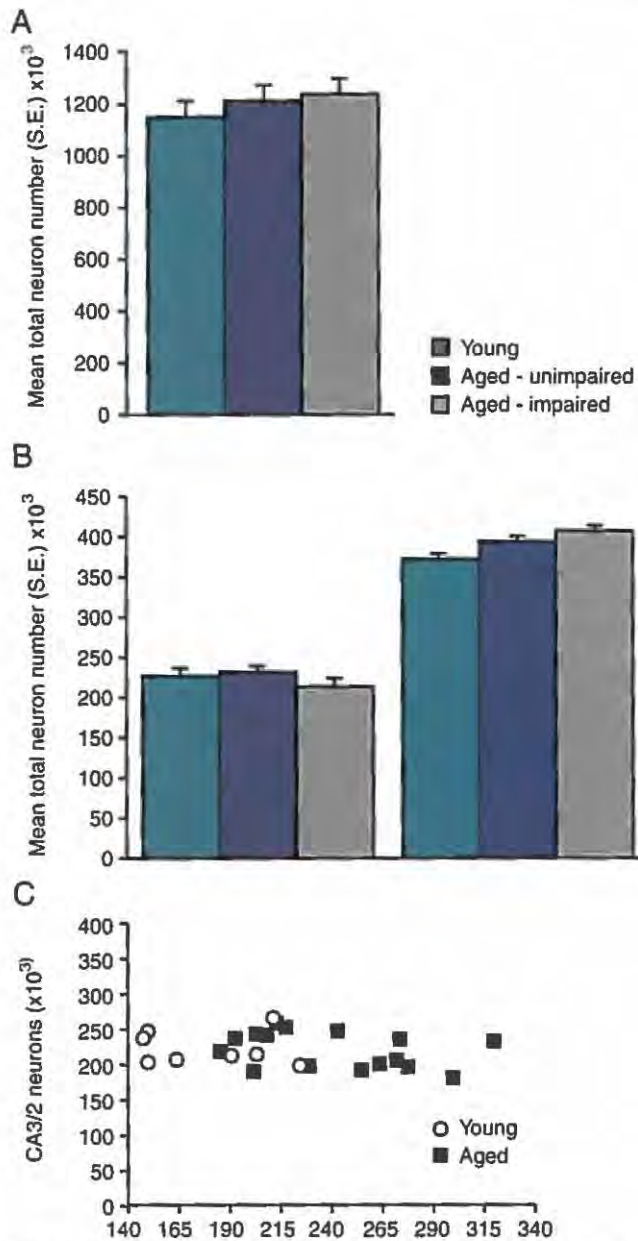 A
Mean total neuron number (S.E.) x10³
1400
1200
1000
800
600
400
200
0
Young
Aged - unimpaired
Aged - impaired
B
Mean total neuron number (S.E.) x10³
450
400
350
300
250
200
150
100
50
0
C
CA3/2 neurons (x10³)
400
350
300
250
200
150
100
50
0
Young
Aged
140 165 190 215 240 265 290 315 340